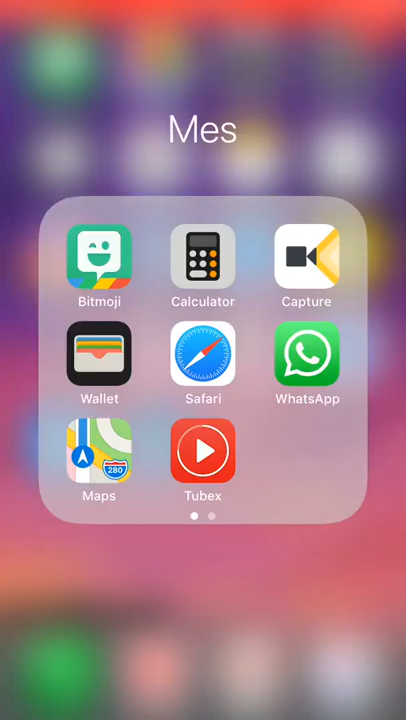 Mes
Bitmoji
Calculator
Capture
Wallet
Safari
WhatsApp
280
Maps
Tubex